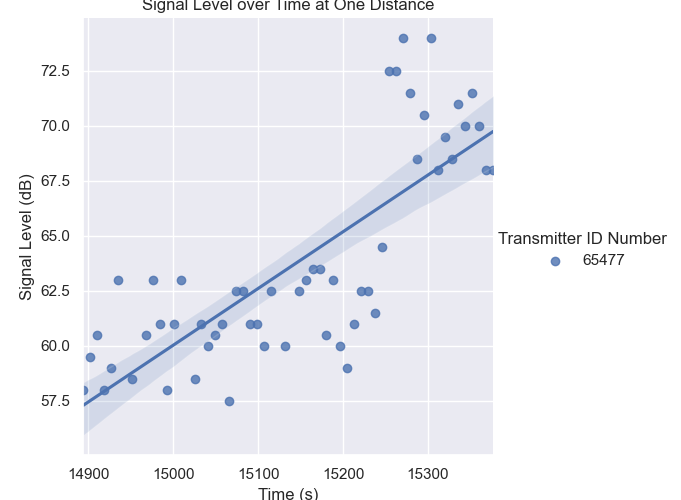 Signal Level over Time at One Distance
72.5
70.0
67.5
65.0
62.5
60.0
57.5
Signal Level (dB)
14900 15000 15100 15200 15300
Time (s)
Transmitter ID Number
65477